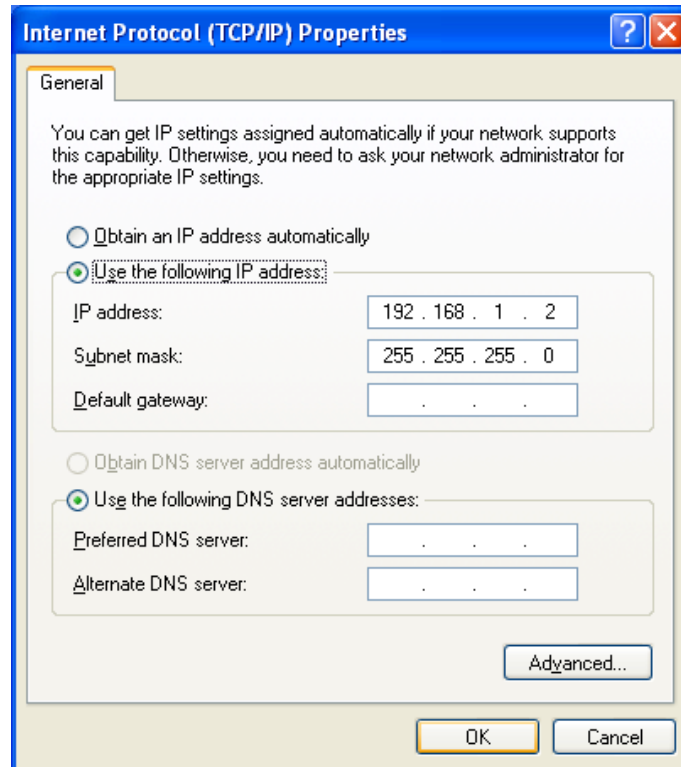 Internet Protocol (TCP/IP) Properties
General
You can get IP settings assigned automatically if your network supports
this capability. Otherwise, you need to ask your network administrator for
the appropriate IP settings.
Obtain an IP address automatically
Use the following IP address:
IP address: 192 . 168 . 1 . 2
Subnet mask: 255 . 255 . 255 . 0
Default gateway: . . .
Obtain DNS server address automatically
Use the following DNS server addresses:
Preferred DNS server: . . .
Alternate DNS server: . . .
Advanced...
OK Cancel